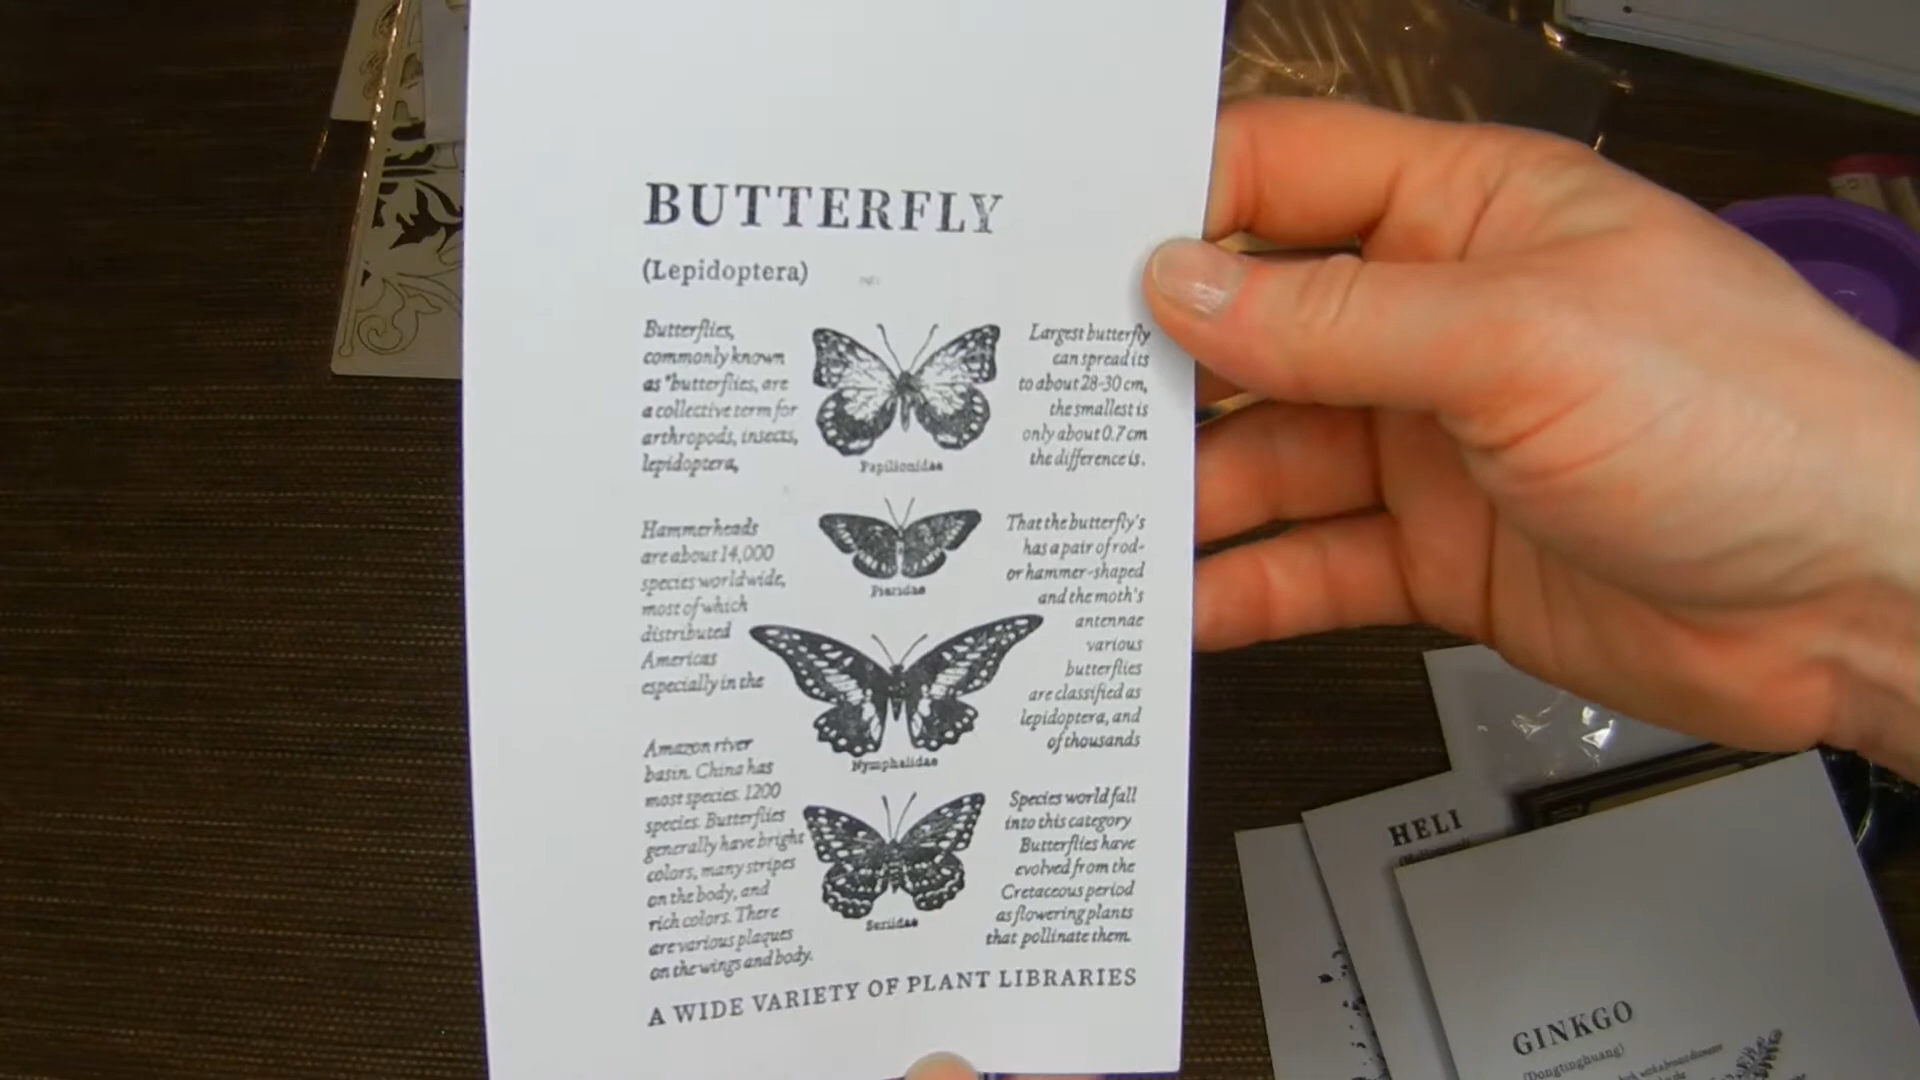 BUTTERFLY
(Lepidoptera)
Butterflies,
commonly known
as "butterflies, are
a collective term for
arthropods, insects,
lepidoptera,
Papilionidae
Largest butterfly
can spread its
to about 28-30 cm,
the smallest is
only about 0.7 cm
the difference is.
Hammerheads
are about 14,000
species worldwide,
most of which
distributed
Americas
especially in the
Pieridae
That the butterfly's
has a pair of rod-
or hammer-shaped
and the moth's
antennae
various
butterflies
are classified as
lepidoptera, and
of thousands
Nymphalidae
Amazon river
basin. China has
most species. 1200
species. Butterflies
generally have bright
colors, many stripes
on the body, and
rich colors. There
are various plaques
on the wings and body.
Species world fall
into this category
Butterflies have
evolved from the
Cretaceous period
as flowering plants
that pollinate them.
A WIDE VARIETY OF PLANT LIBRARIES
HELI
GINKGO
(Dongtinghuang)